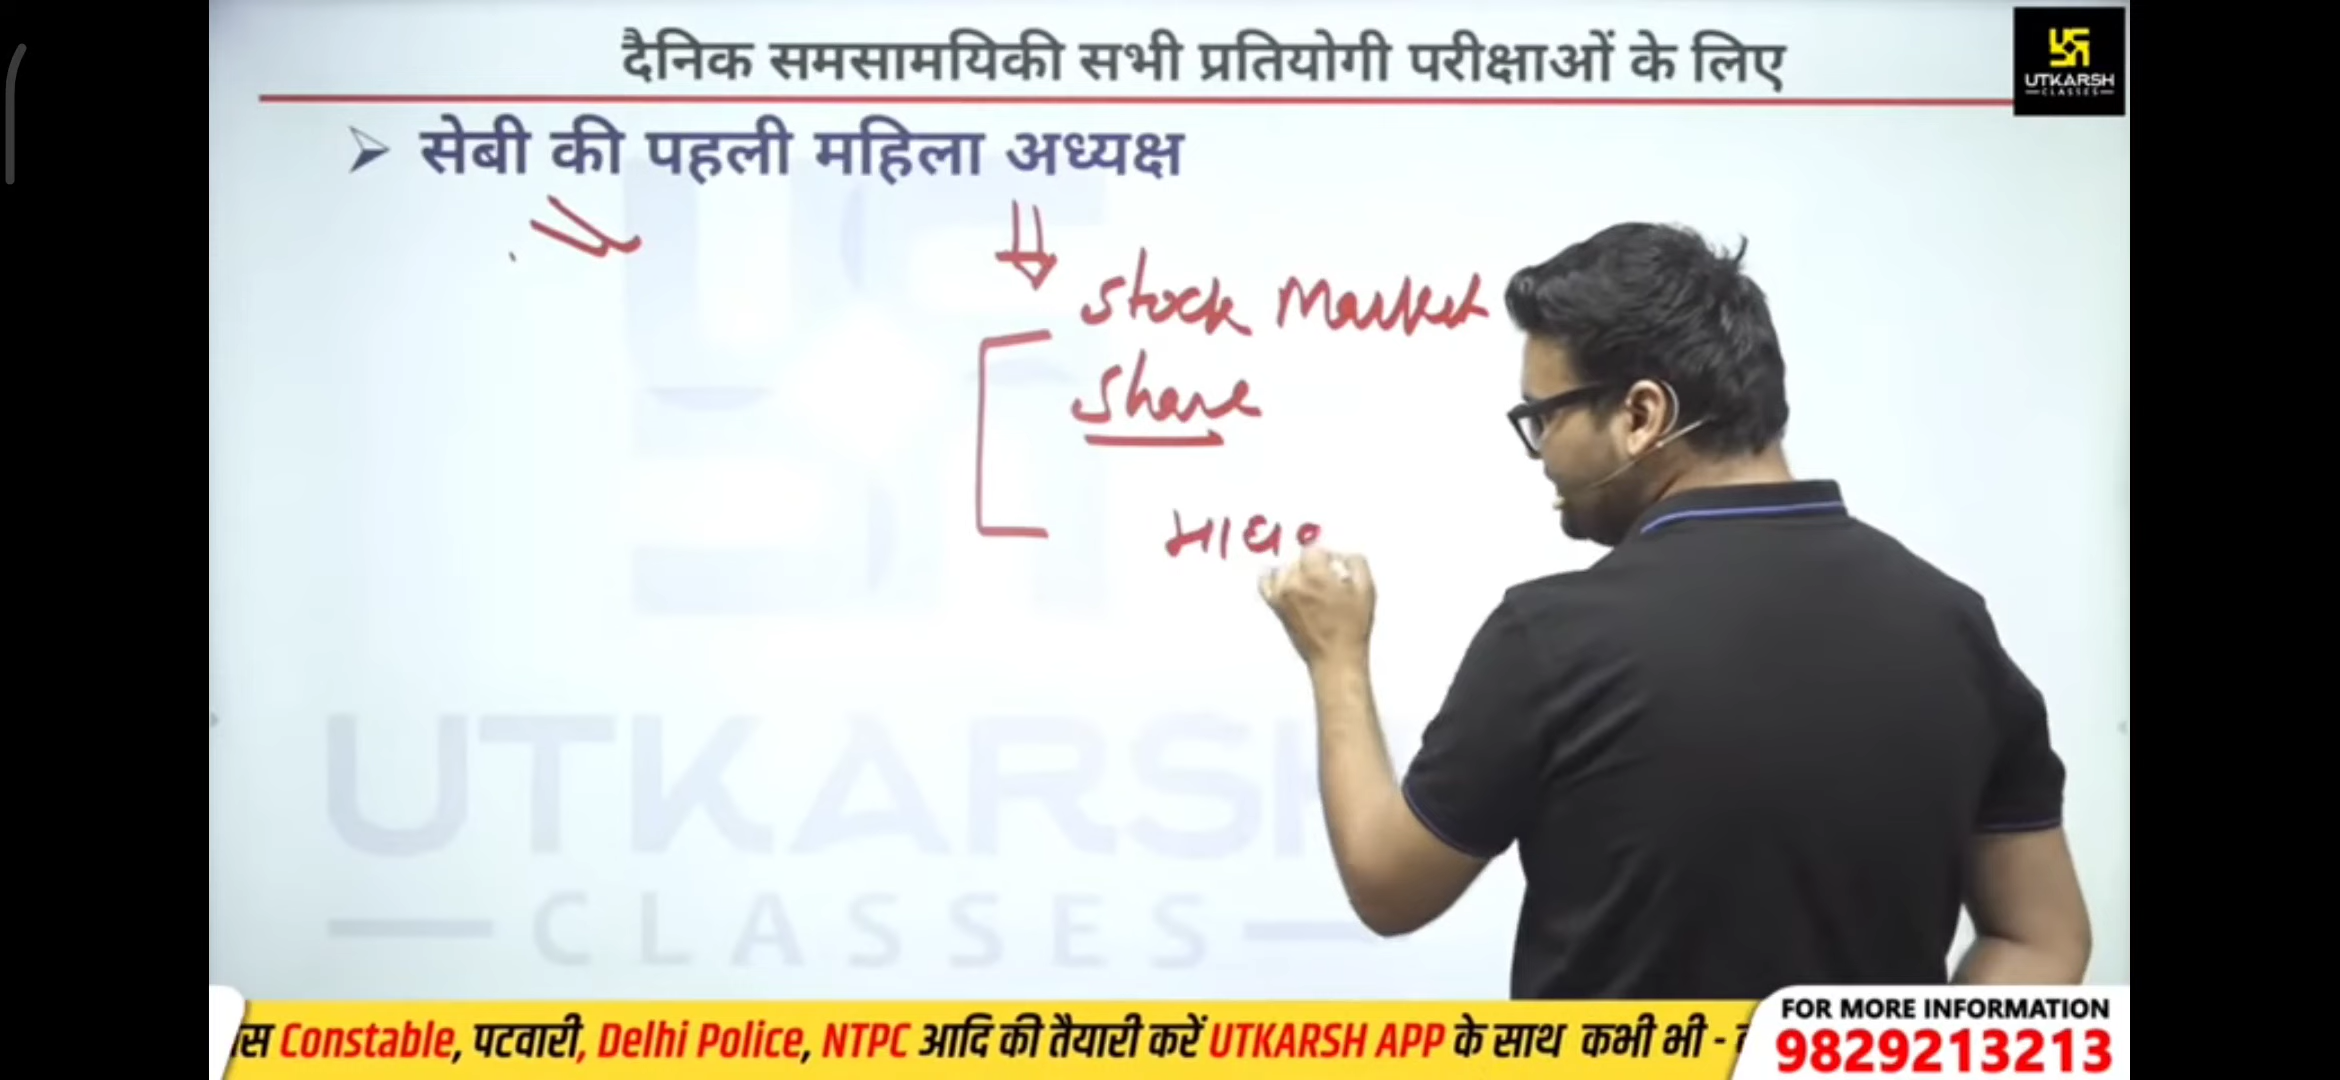 दैनिक समसामयिकी सभी प्रतियोगी परीक्षाओं के लिए
UTKARSH
CLASSES
सेबी की पहली महिला अध्यक्ष
Stock Market
Share
UTKARSH
CLASSES
Constable, पटवारी, Delhi Police, NTPC आदि की तैयारी करें UTKARSH APP के साथ कभी भी -
FOR MORE INFORMATION
9829213213